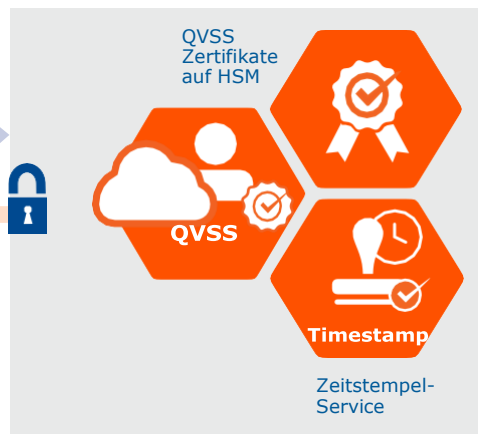 QVSS
Zertifikate
auf HSM
QVSS
Timestamp
Zeitstempel-
Service